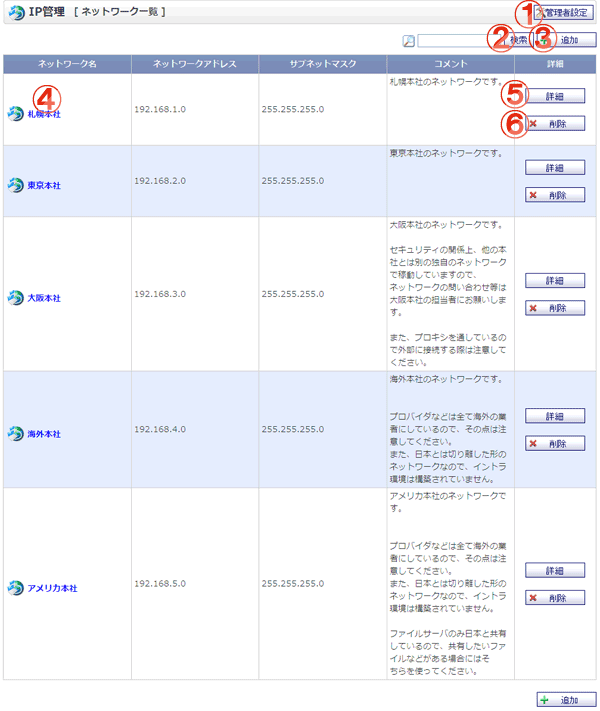 IP管理 [ ネットワーク一覧 ]
① 管理者設定
② 検索 ③ 追加
ネットワーク名 ネットワークアドレス サブネットマスク コメント 詳細
④ 札幌本社 192.168.1.0 255.255.255.0
札幌本社のネットワークです。
⑤ 詳細
⑥ 削除
東京本社 192.168.2.0 255.255.255.0
東京本社のネットワークです。
詳細
削除
大阪本社 192.168.3.0 255.255.255.0
大阪本社のネットワークです。
セキュリティの関係上、他の本
社とは別の独自のネットワーク
で稼動していますので、
ネットワークの問い合わせ等は
大阪本社の担当者にお願いしま
す。
また、プロキシを通しているの
で外部に接続する際は注意して
ください。
詳細
削除
海外本社 192.168.4.0 255.255.255.0
海外本社のネットワークです。
プロバイダなどは全て海外の業
者にしているので、その点は注
意してください。
また、日本とは切り離した形の
ネットワークなので、イントラ
環境は構築されていません。
詳細
削除
アメリカ本社 192.168.5.0 255.255.255.0
アメリカ本社のネットワークで
す。
プロバイダなどは全て海外の業
者にしているので、その点は注
意してください。
また、日本とは切り離した形の
ネットワークなので、イントラ
環境は構築されていません。
ファイルサーバのみ日本と共有
しているので、共有したいファ
イルなどがある場合にはそ
ちらを使ってください。
詳細
削除
追加